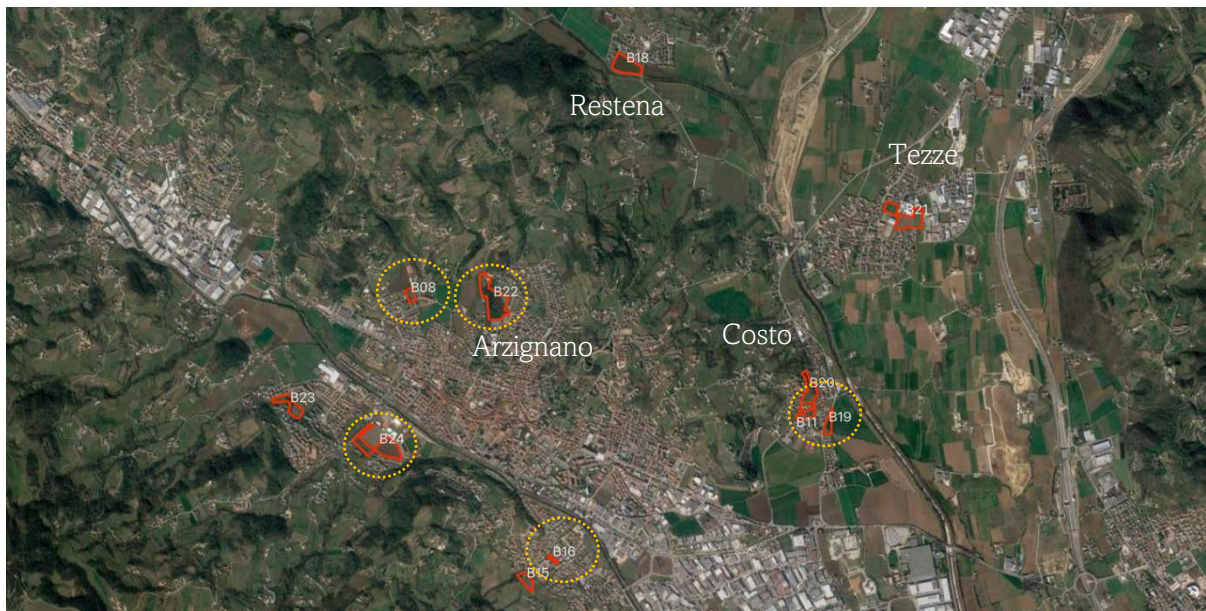 B18
Restena
Tezze
B21
B08
B22
Arzignano
Costo
B20
B23
B11
B19
B24
B16
B15